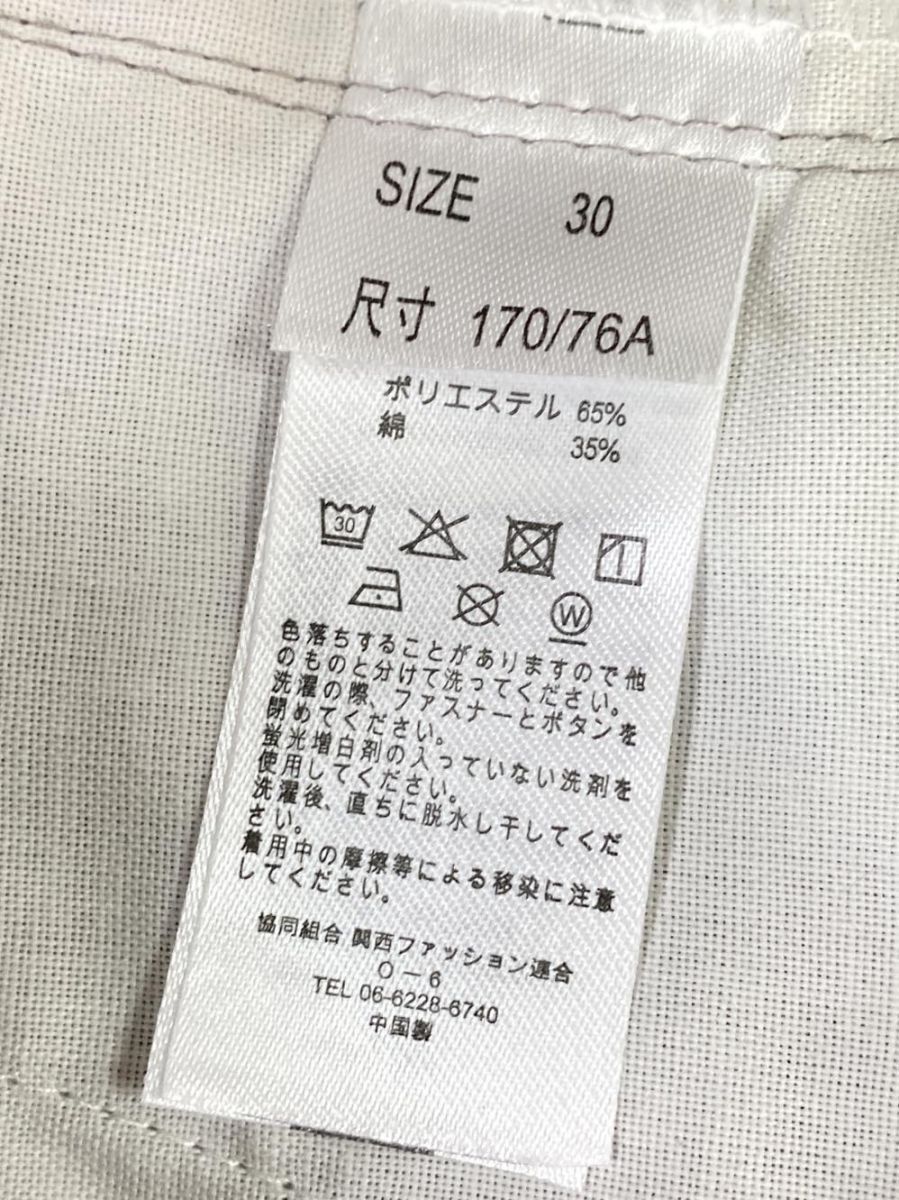 SIZE 30
尺寸 170/76A
ポリエステル 65%
綿 35%
30
W
色落ちすることがありますので他
のものと分けて洗ってください。
洗濯の際、ファスナーとボタンを
閉めてください。
蛍光増白剤の入っていない洗剤を
使用してください。
洗濯後、直ちに脱水し干してくだ
さい。
着用中の摩擦等による移染に注意
してください。
協同組合 関西ファッション連合
O－6
TEL 06-6228-6740
中国製